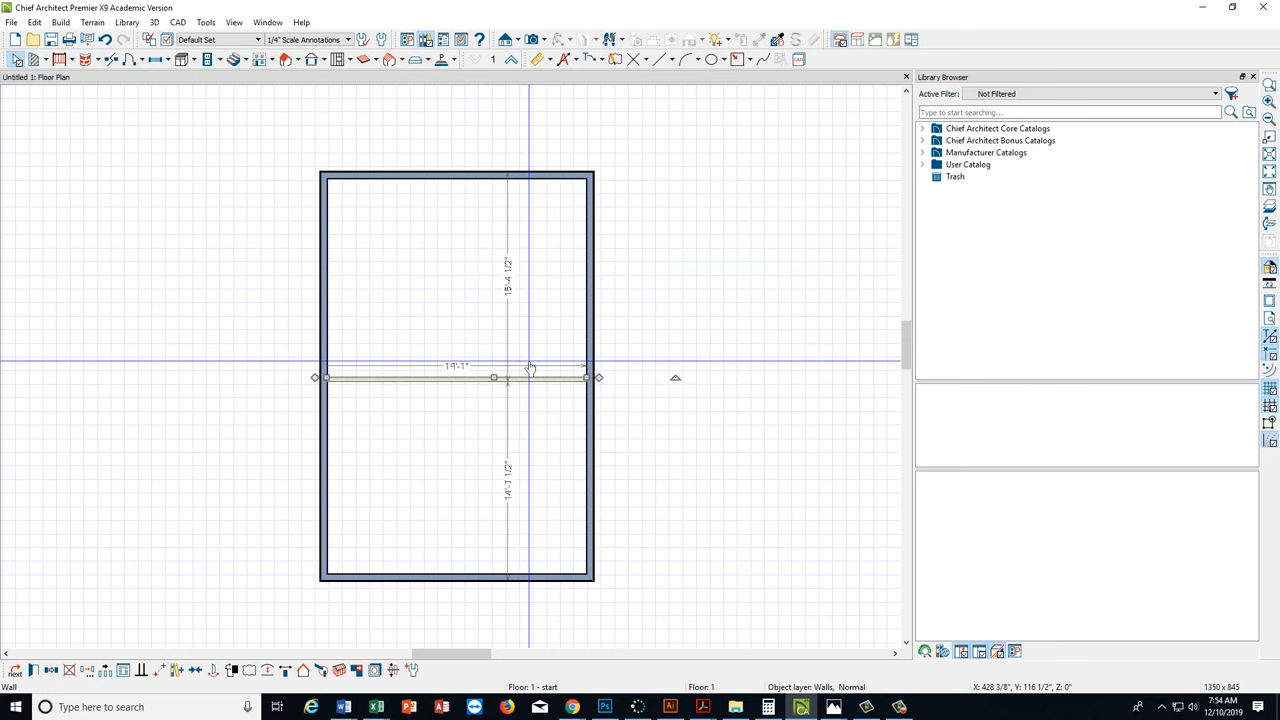 Chief Architect Premier X9 Academic Version
File Edit Build Terrain Library 3D CAD Tools View Window Help
Default Set 1/4" Scale Annotations
1
Untitled 1: Floor Plan
Library Browser
Active Filter: Not Filtered
Type to start searching...
Chief Architect Core Catalogs
Chief Architect Bonus Catalogs
Manufacturer Catalogs
User Catalog
Trash
15'-4 1/2"
19'-1"
14'-7 1/2"
next
Wall Floor: 1 - start Floor: 1 Object layer: Walls, Normal X: 428 3/8", Y: 116 1/2", Z: 0" 1350 x 845
Type here to search
7:54 AM
12/10/2019